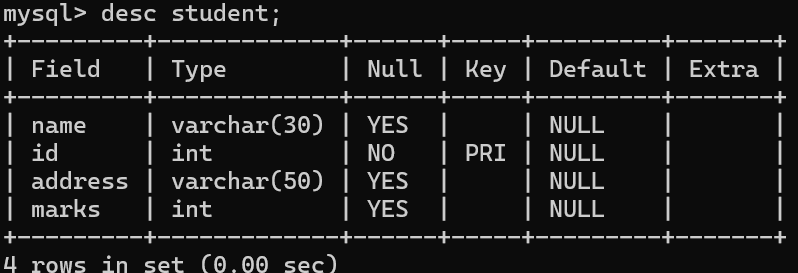 mysql> desc student;
+---------+-------------+------+-----+---------+-------+
| Field   | Type        | Null | Key | Default | Extra |
+---------+-------------+------+-----+---------+-------+
| name    | varchar(30) | YES  |     | NULL    |       |
| id      | int         | NO   | PRI | NULL    |       |
| address | varchar(50) | YES  |     | NULL    |       |
| marks   | int         | YES  |     | NULL    |       |
+---------+-------------+------+-----+---------+-------+
4 rows in set (0.00 sec)